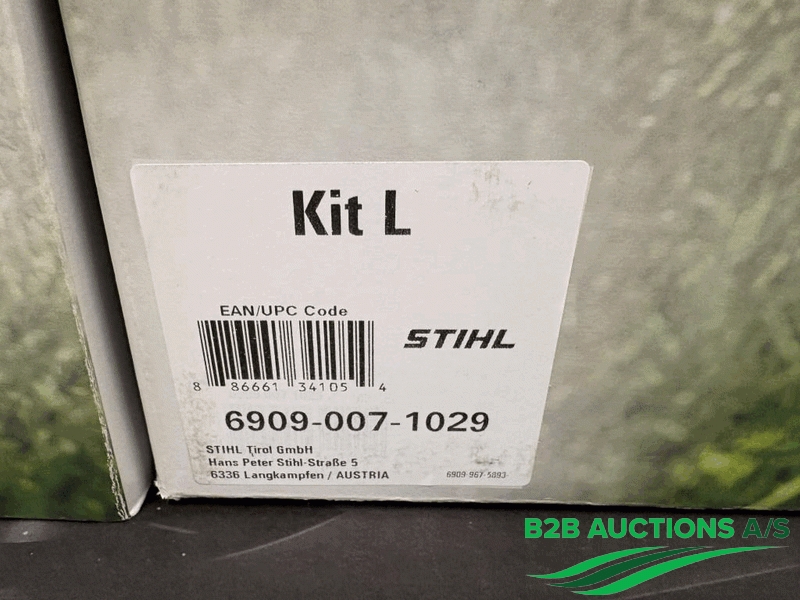 Kit L
EAN/UPC Code
8 86661 34105 4
STIHL
6909-007-1029
STIHL Tirol GmbH
Hans Peter Stihl-Straße 5
6336 Langkampfen / AUSTRIA
6909-967-5893
B2B AUCTIONS A/S